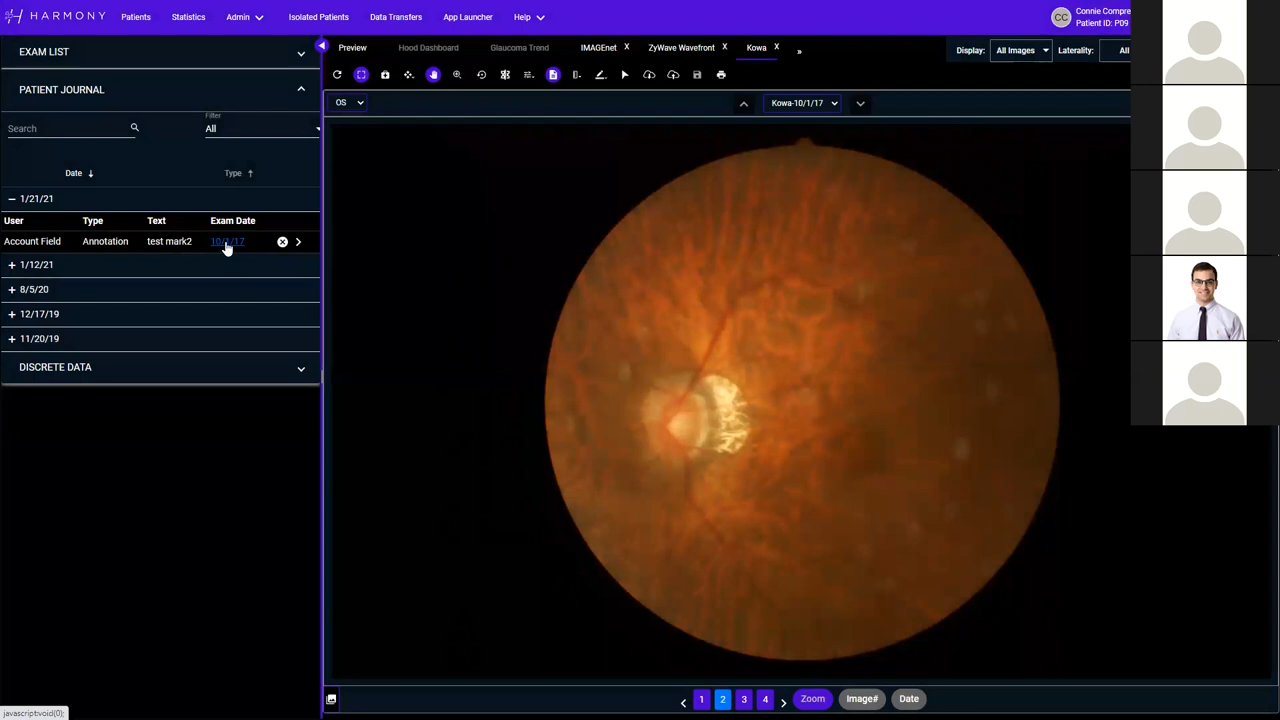 HARMONY
Patients
Statistics
Admin
Isolated Patients
Data Transfers
App Launcher
Help
CC
Connie Compre
Patient ID: P09
EXAM LIST
PATIENT JOURNAL
Search
Filter
All
Date
Type
1/21/21
User Type Text Exam Date
Account Field Annotation test mark2 10/1/17
1/12/21
8/5/20
12/17/19
11/20/19
DISCRETE DATA
Preview
Hood Dashboard
Glaucoma Trend
IMAGEnet X
ZyWave Wavefront X
Kowa X
»
Display: All Images
Laterality: All
OS
Kowa-10/1/17
1 2 3 4
Zoom
Image#
Date
javascript:void(0);